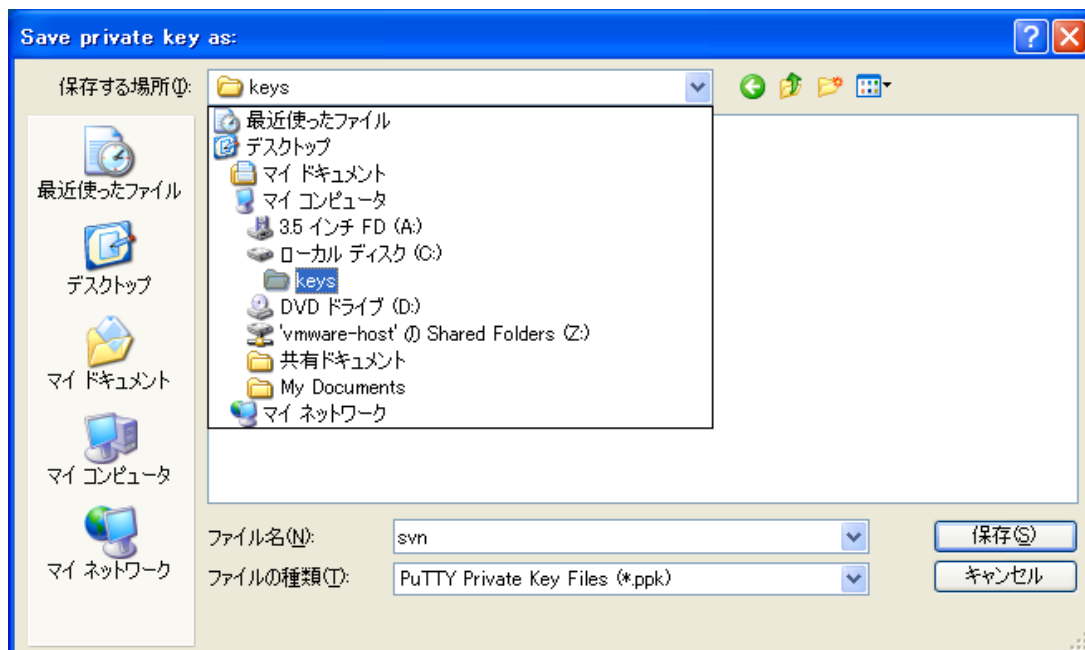 Save private key as:
保存する場所(I):
keys
最近使ったファイル
デスクトップ
マイ ドキュメント
マイ コンピュータ
3.5 インチ FD (A:)
ローカル ディスク (C:)
keys
DVD ドライブ (D:)
'vmware-host' の Shared Folders (Z:)
共有ドキュメント
My Documents
マイ ネットワーク
最近使ったファイル
デスクトップ
マイ ドキュメント
マイ コンピュータ
マイ ネットワーク
ファイル名(N):
svn
保存(S)
ファイルの種類(T):
PuTTY Private Key Files (*.ppk)
キャンセル